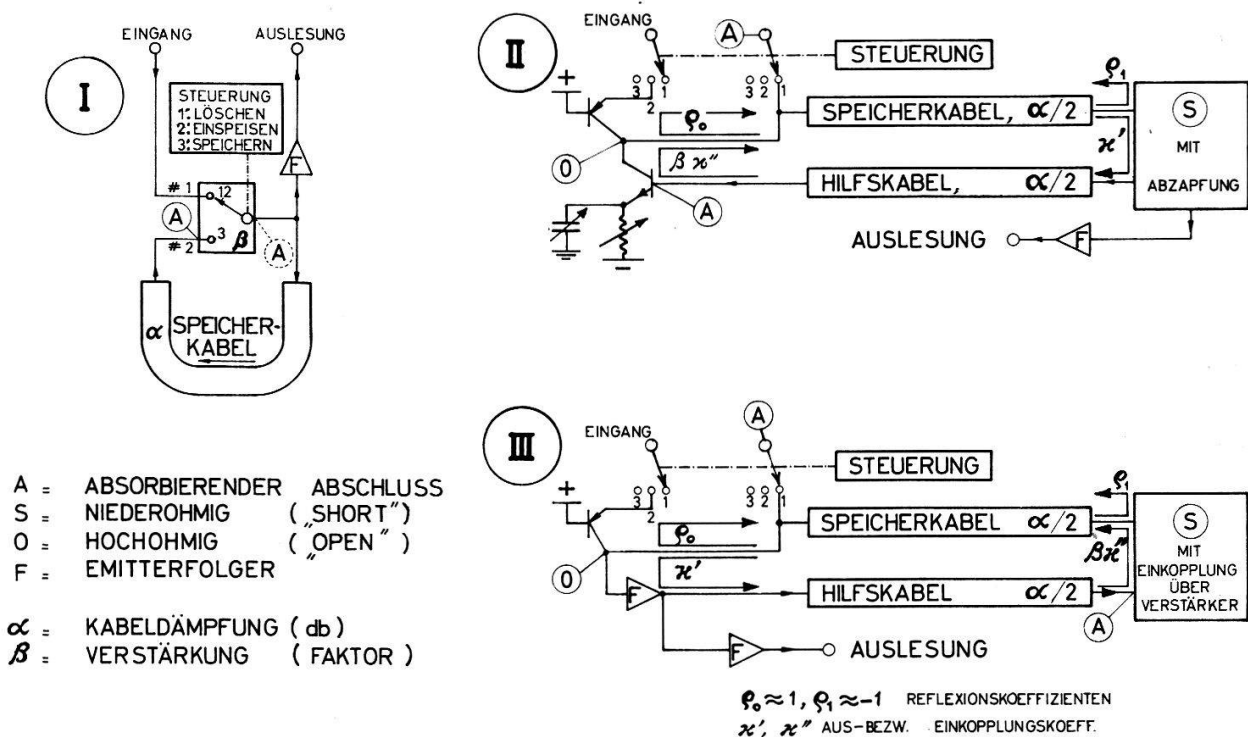 I
EINGANG
AUSLESUNG
STEUERUNG
1: LÖSCHEN
2: EINSPEISEN
3: SPEICHERN
F
# 1
12
A
3
β
A
# 2
α
SPEICHER-
KABEL
II
EINGANG
A
STEUERUNG
+
3 2 1
3 2 1
ρ₀
SPEICHERKABEL, α/2
ρ₁
S
MIT
ABZAPFUNG
O
β ϰ″
ϰ′
HILFSKABEL, α/2
A
AUSLESUNG
F
−
III
EINGANG
A
STEUERUNG
+
3 2 1
3 2 1
ρ₀
SPEICHERKABEL α/2
ρ₁
S
MIT
EINKOPPLUNG
ÜBER
VERSTÄRKER
O
ϰ′
βϰ″
F
HILFSKABEL α/2
A
F
AUSLESUNG
A = ABSORBIERENDER ABSCHLUSS
S = NIEDEROHMIG („SHORT")
O = HOCHOHMIG („OPEN")
F = EMITTERFOLGER "
α = KABELDÄMPFUNG (db)
β = VERSTÄRKUNG (FAKTOR)
ρ₀ ≈ 1, ρ₁ ≈ -1 REFLEXIONSKOEFFIZIENTEN
ϰ′, ϰ″ AUS-BEZW. EINKOPPLUNGSKOEFF.